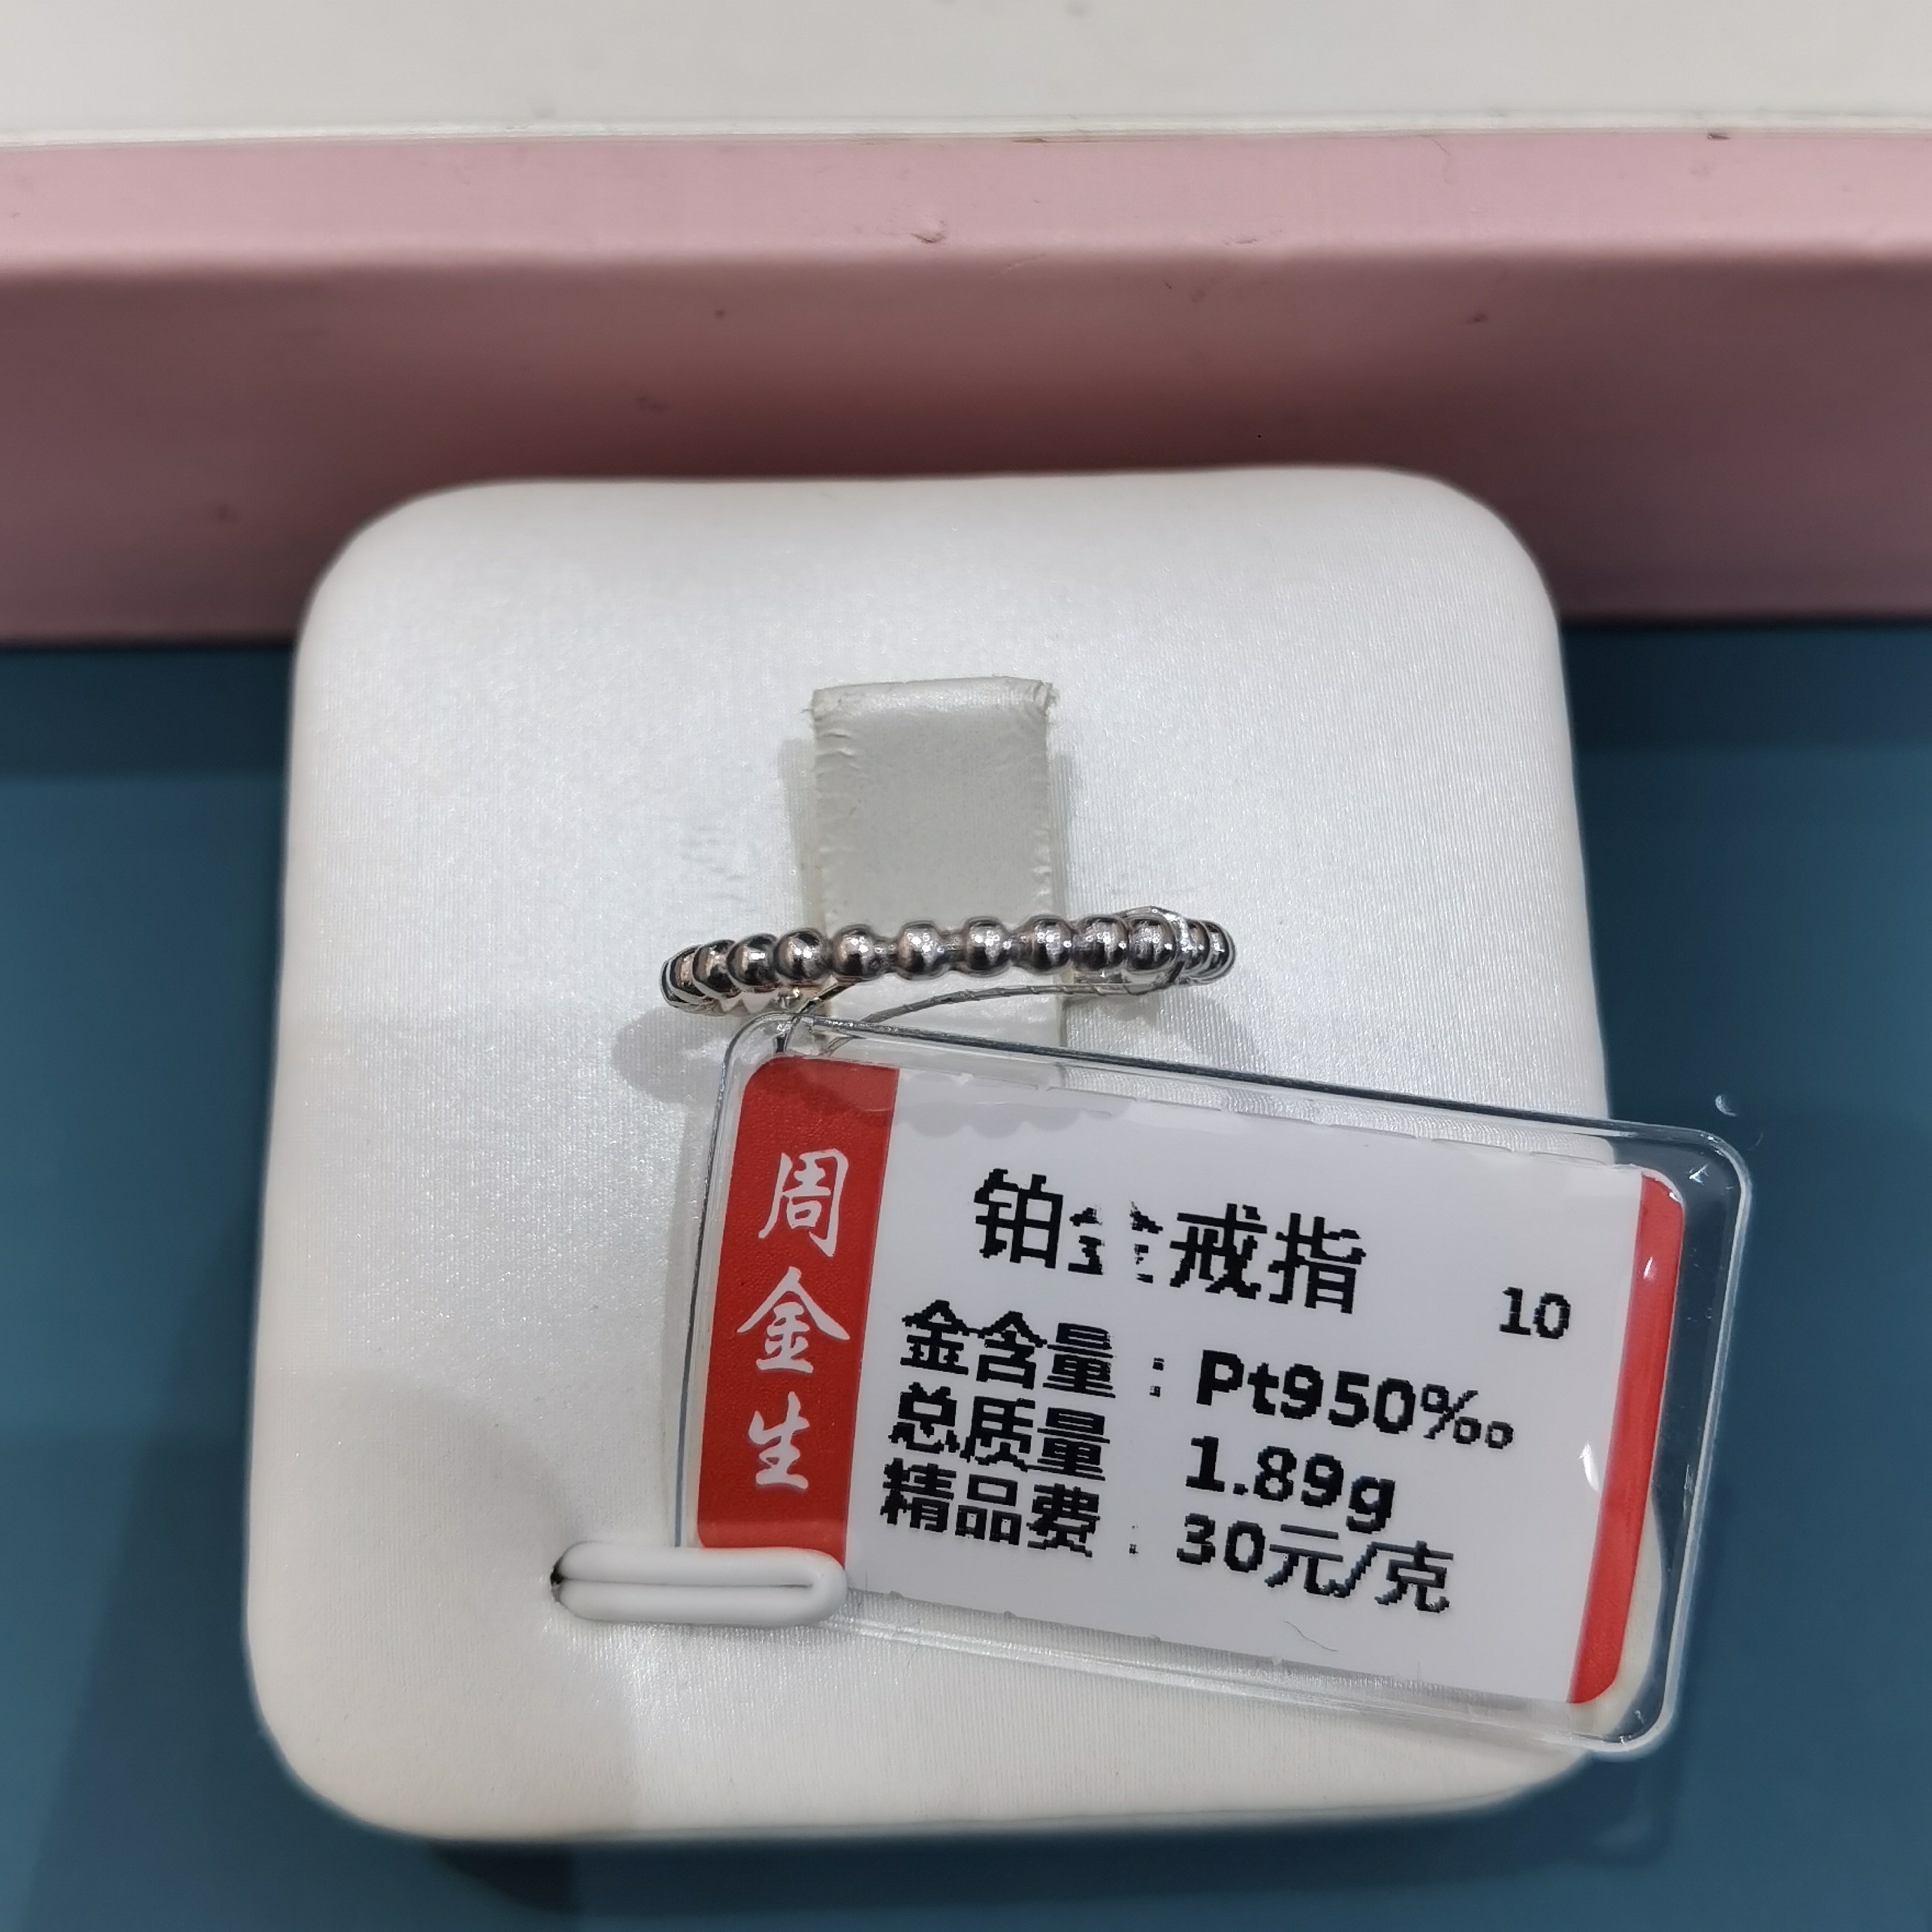 周金生
铂金戒指
10
金含量：Pt950‰
总质量 1.89g
精品费：30元/克